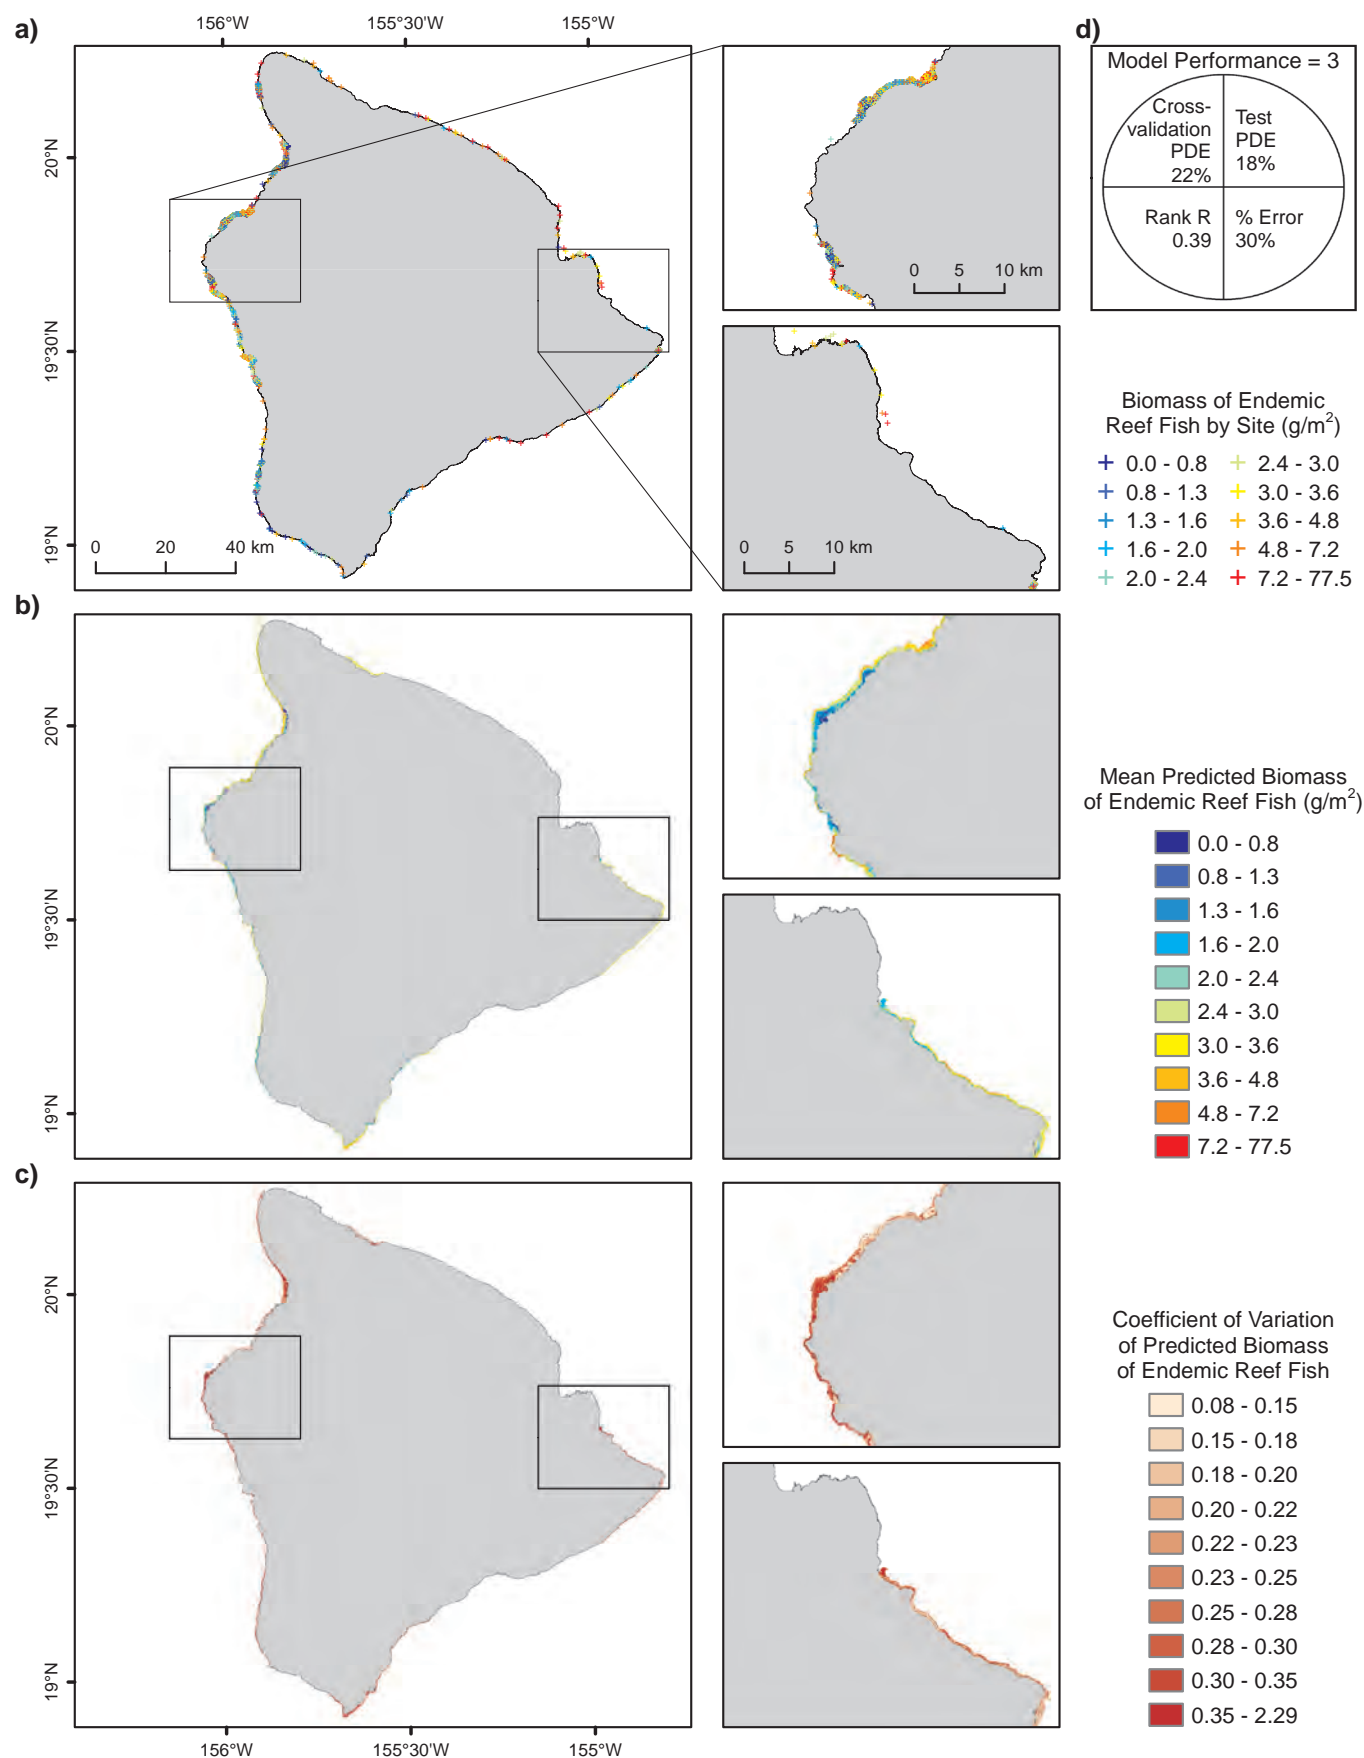 a)
156°W
155°30'W
155°W
20°N
19°30'N
19°N
0 20 40 km
0 5 10 km
0 5 10 km
d)
Model Performance = 3
Cross-
validation
PDE
22%
Test
PDE
18%
Rank R
0.39
% Error
30%
Biomass of Endemic
Reef Fish by Site (g/m²)
0.0 - 0.8
0.8 - 1.3
1.3 - 1.6
1.6 - 2.0
2.0 - 2.4
2.4 - 3.0
3.0 - 3.6
3.6 - 4.8
4.8 - 7.2
7.2 - 77.5
b)
20°N
19°30'N
19°N
Mean Predicted Biomass
of Endemic Reef Fish (g/m²)
0.0 - 0.8
0.8 - 1.3
1.3 - 1.6
1.6 - 2.0
2.0 - 2.4
2.4 - 3.0
3.0 - 3.6
3.6 - 4.8
4.8 - 7.2
7.2 - 77.5
c)
20°N
19°30'N
19°N
156°W
155°30'W
155°W
Coefficient of Variation
of Predicted Biomass
of Endemic Reef Fish
0.08 - 0.15
0.15 - 0.18
0.18 - 0.20
0.20 - 0.22
0.22 - 0.23
0.23 - 0.25
0.25 - 0.28
0.28 - 0.30
0.30 - 0.35
0.35 - 2.29